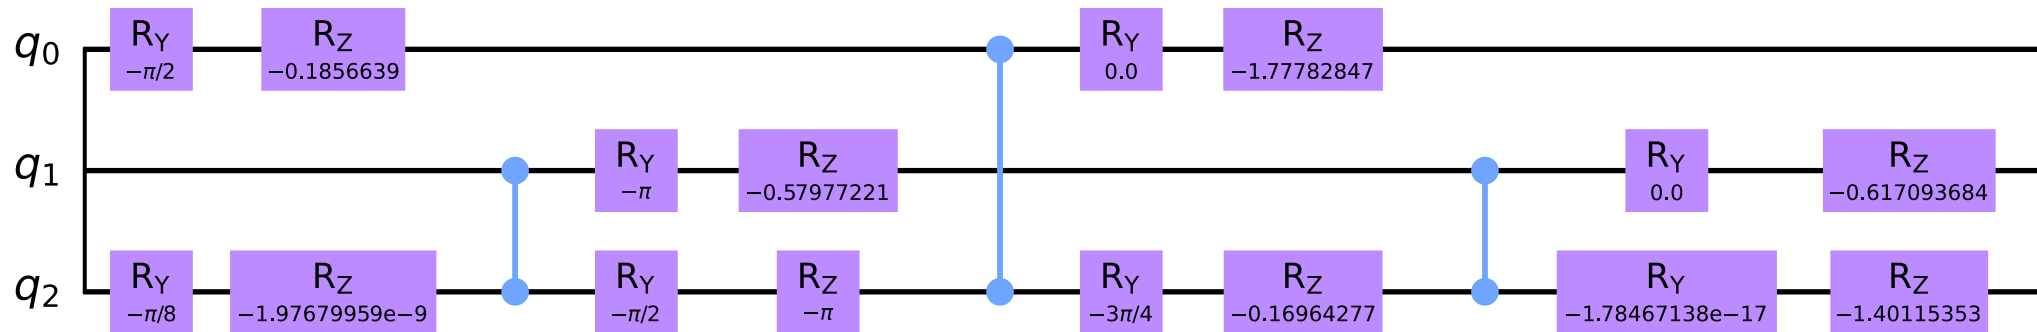 q0 RY RZ RY RZ
−π/2 −0.1856639 0.0 −1.77782847
q1 RY RZ RY RZ
−π −0.57977221 0.0 −0.617093684
q2 RY RZ RY RZ RY RZ RY RZ
−π/8 −1.97679959e−9 −π/2 −π −3π/4 −0.16964277 −1.78467138e−17 −1.40115353